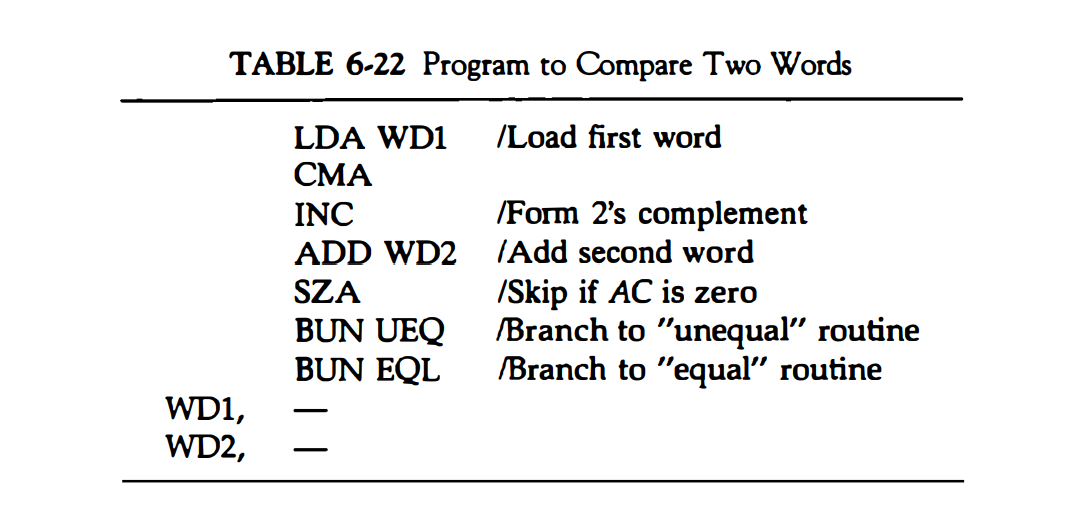 TABLE 6-22 Program to Compare Two Words
LDA WD1 /Load first word
CMA
INC /Form 2's complement
ADD WD2 /Add second word
SZA /Skip if AC is zero
BUN UEQ /Branch to "unequal" routine
BUN EQL /Branch to "equal" routine
WD1, —
WD2, —